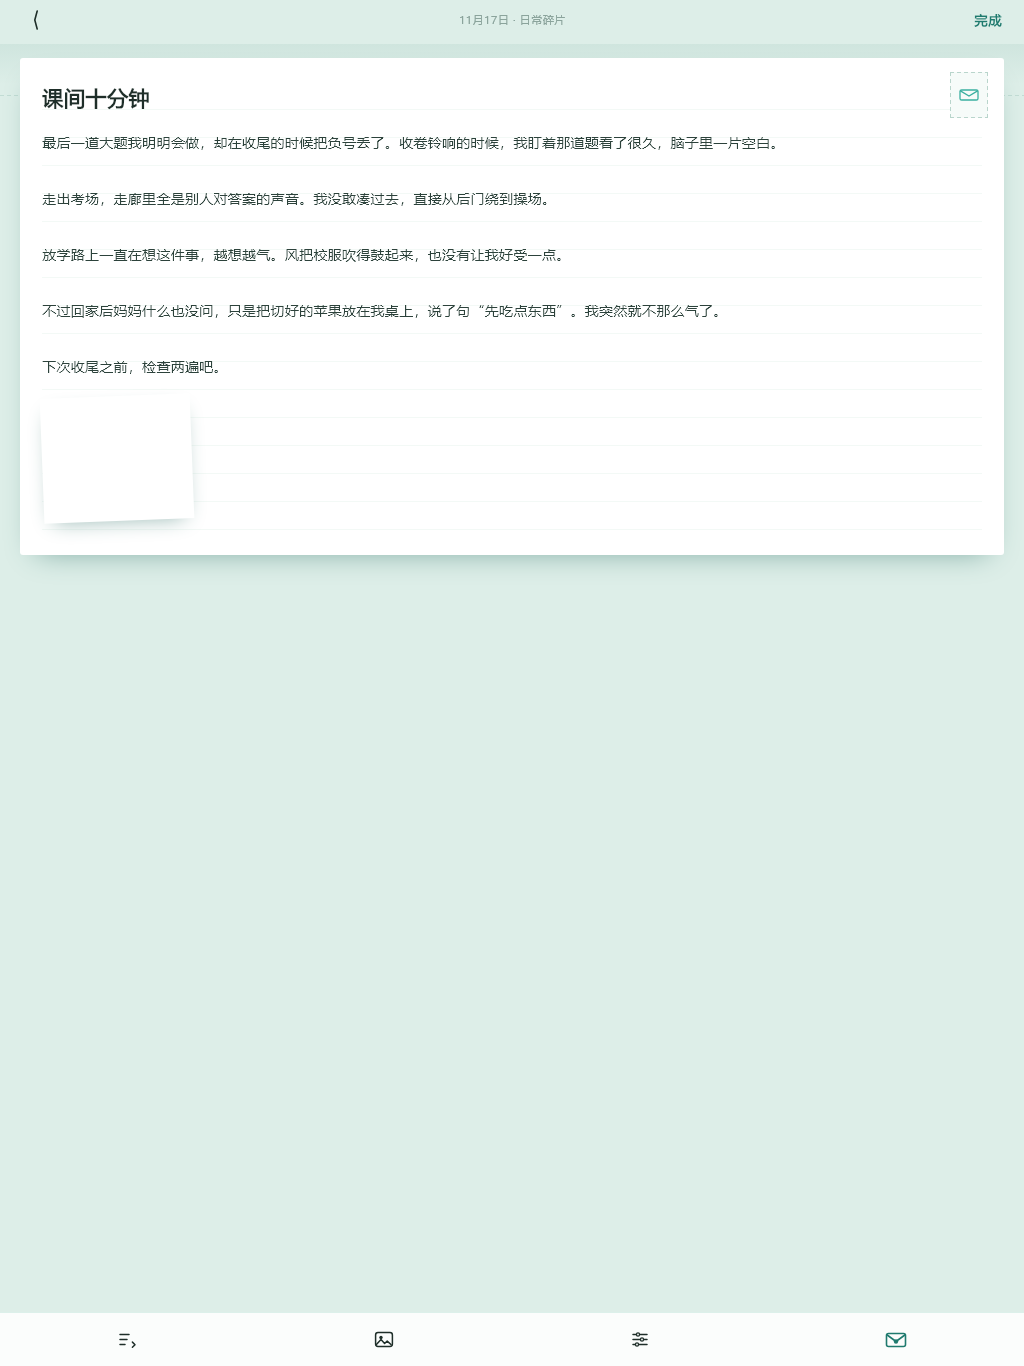 11月17日 · 日常碎片
完成
课间十分钟
最后一道大题我明明会做，却在收尾的时候把负号丢了。收卷铃响的时候，我盯着那道题看了很久，脑子里一片空白。
走出考场，走廊里全是别人对答案的声音。我没敢凑过去，直接从后门绕到操场。
放学路上一直在想这件事，越想越气。风把校服吹得鼓起来，也没有让我好受一点。
不过回家后妈妈什么也没问，只是把切好的苹果放在我桌上，说了句“先吃点东西”。我突然就不那么气了。
下次收尾之前，检查两遍吧。